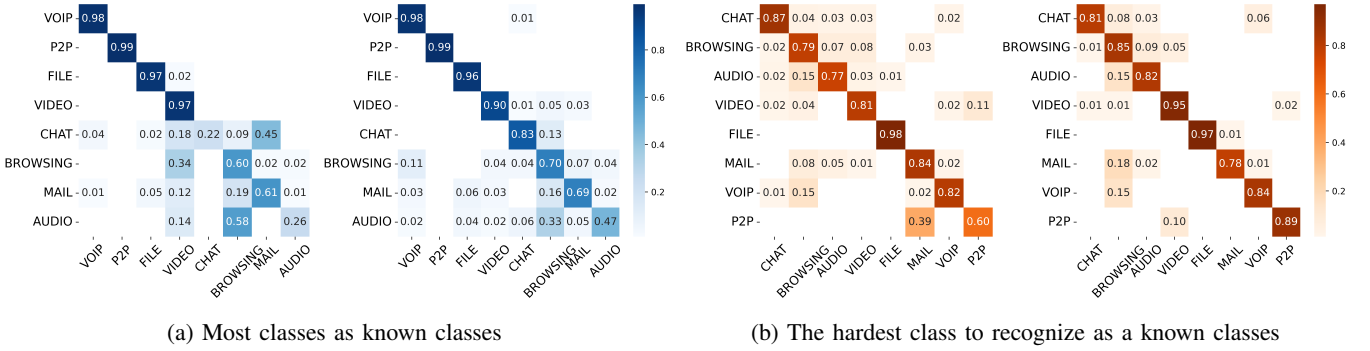 VOIP 0.98
P2P 0.99
FILE 0.97 0.02
VIDEO 0.97
CHAT 0.04 0.02 0.18 0.22 0.09 0.45
BROWSING 0.34 0.60 0.02 0.02
MAIL 0.01 0.05 0.12 0.19 0.61 0.01
AUDIO 0.14 0.58 0.26
VOIP P2P FILE VIDEO CHAT BROWSING MAIL AUDIO
VOIP 0.98 0.01
P2P 0.99
FILE 0.96
VIDEO 0.90 0.01 0.05 0.03
CHAT 0.83 0.13
BROWSING 0.11 0.04 0.04 0.70 0.07 0.04
MAIL 0.03 0.06 0.03 0.16 0.69 0.02
AUDIO 0.02 0.04 0.02 0.06 0.33 0.05 0.47
VOIP P2P FILE VIDEO CHAT BROWSING MAIL AUDIO
0.8
0.6
0.4
0.2
(a) Most classes as known classes
CHAT 0.87 0.04 0.03 0.03 0.02
BROWSING 0.02 0.79 0.07 0.08 0.03
AUDIO 0.02 0.15 0.77 0.03 0.01
VIDEO 0.02 0.04 0.81 0.02 0.11
FILE 0.98
MAIL 0.08 0.05 0.01 0.84 0.02
VOIP 0.01 0.15 0.02 0.82
P2P 0.39 0.60
CHAT BROWSING AUDIO VIDEO FILE MAIL VOIP P2P
CHAT 0.81 0.08 0.03 0.06
BROWSING 0.01 0.85 0.09 0.05
AUDIO 0.15 0.82
VIDEO 0.01 0.01 0.95 0.02
FILE 0.97 0.01
MAIL 0.18 0.02 0.78 0.01
VOIP 0.15 0.84
P2P 0.10 0.89
CHAT BROWSING AUDIO VIDEO FILE MAIL VOIP P2P
0.8
0.6
0.4
0.2
(b) The hardest class to recognize as a known classes